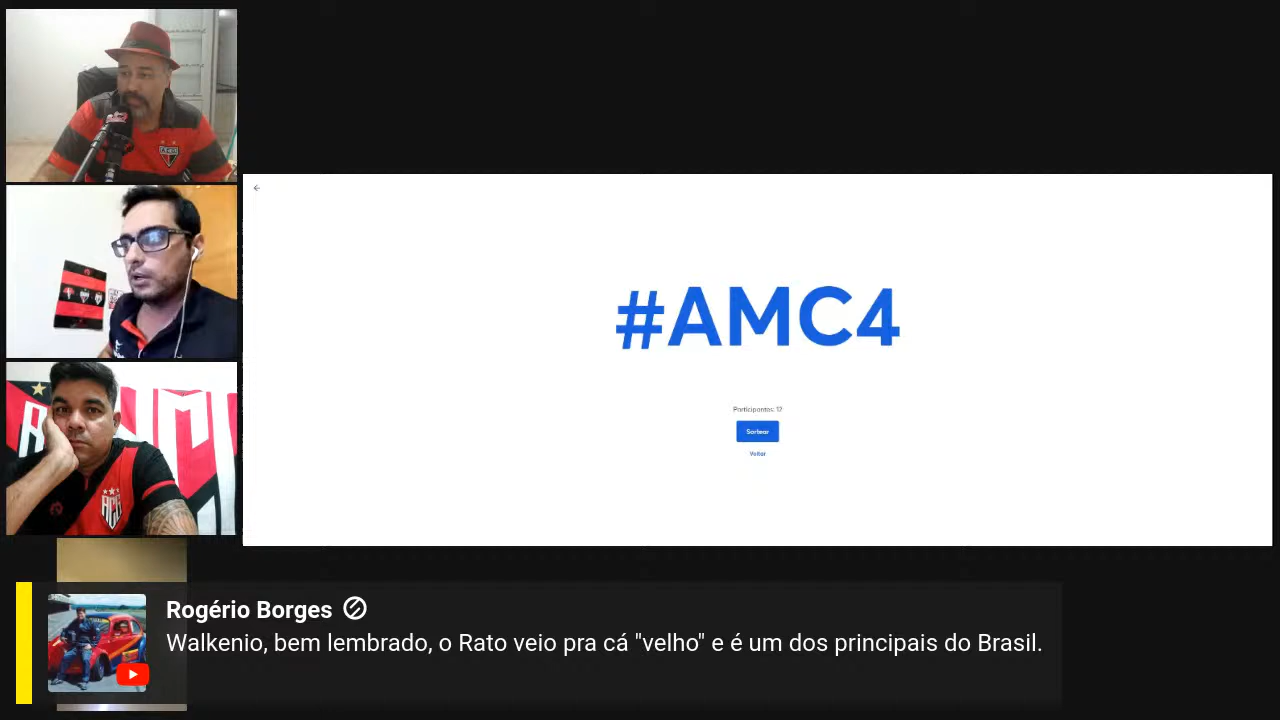 #AMC4
Participantes: 12
Sortear
Voltar
Rogério Borges
Walkenio, bem lembrado, o Rato veio pra cá "velho" e é um dos principais do Brasil.